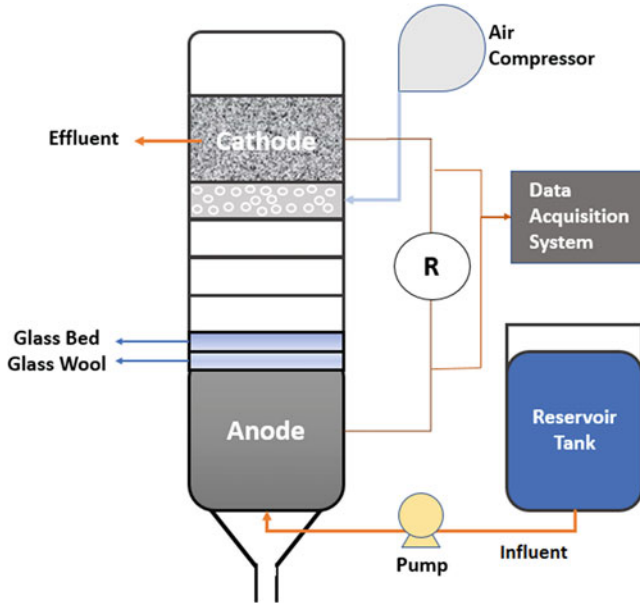 Air
Compressor
Effluent
Cathode
Data
Acquisition
System
R
Glass Bed
Glass Wool
Anode
Reservoir
Tank
Pump
Influent